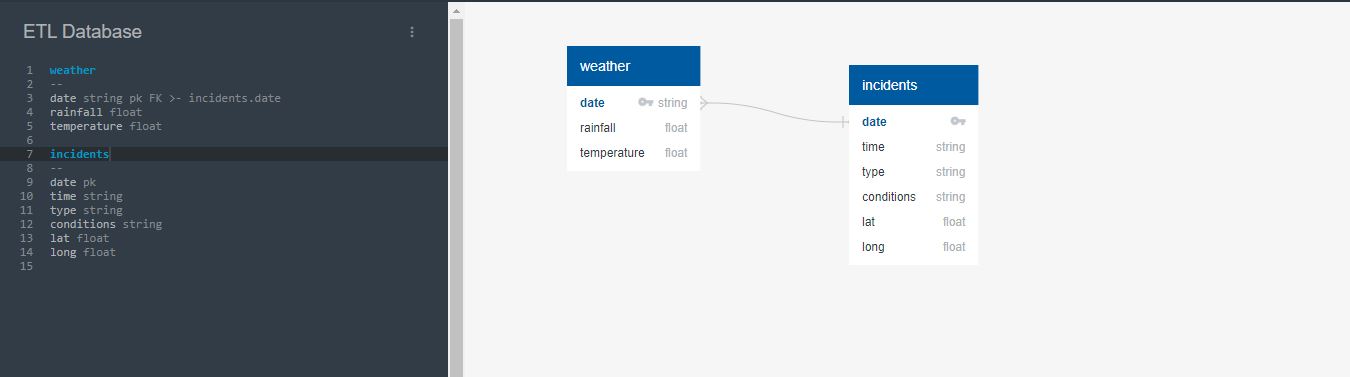 ETL Database
1 weather
2 --
3 date string pk FK >- incidents.date
4 rainfall float
5 temperature float
6
7 incidents
8 --
9 date pk
10 time string
11 type string
12 conditions string
13 lat float
14 long float
15
weather
date string
rainfall float
temperature float
incidents
date
time string
type string
conditions string
lat float
long float